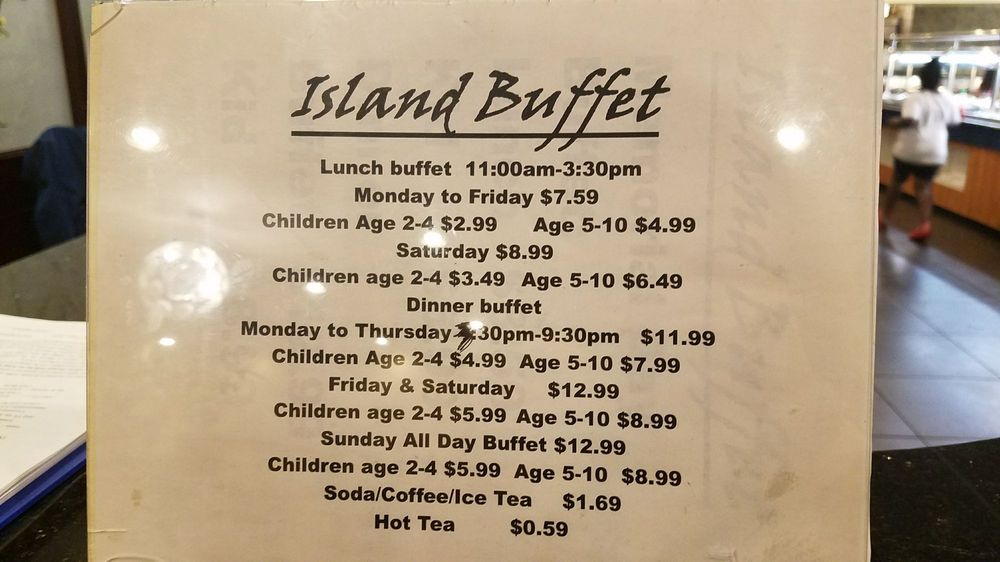 Island Buffet
Lunch buffet 11:00am-3:30pm
Monday to Friday $7.59
Children Age 2-4 $2.99 Age 5-10 $4.99
Saturday $8.99
Children age 2-4 $3.49 Age 5-10 $6.49
Dinner buffet
Monday to Thursday :30pm-9:30pm $11.99
Children Age 2-4 $4.99 Age 5-10 $7.99
Friday & Saturday $12.99
Children age 2-4 $5.99 Age 5-10 $8.99
Sunday All Day Buffet $12.99
Children age 2-4 $5.99 Age 5-10 $8.99
Soda/Coffee/Ice Tea $1.69
Hot Tea $0.59